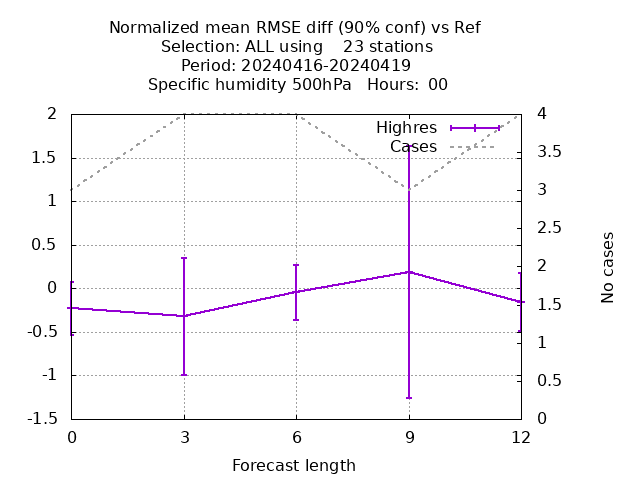 Normalized mean RMSE diff (90% conf) vs Ref
Selection: ALL using    23 stations
Period: 20240416-20240419
Specific humidity 500hPa   Hours:  00
Highres
Cases
2
1.5
1
0.5
0
-0.5
-1
-1.5
4
3.5
3
2.5
2
1.5
1
0.5
0
No cases
0 3 6 9 12
Forecast length